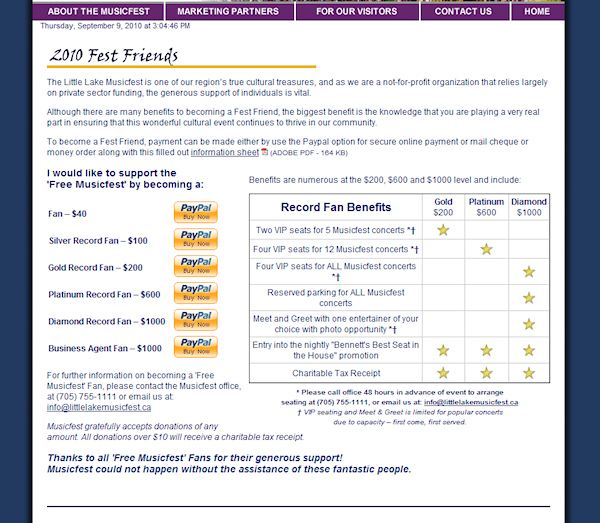 ABOUT THE MUSICFEST MARKETING PARTNERS FOR OUR VISITORS CONTACT US HOME
Thursday, September 9, 2010 at 3:04:46 PM
2010 Fest Friends
The Little Lake Musicfest is one of our region's true cultural treasures, and as we are a not-for-profit organization that relies largely
on private sector funding, the generous support of individuals is vital.
Although there are many benefits to becoming a Fest Friend, the biggest benefit is the knowledge that you are playing a very real
part in ensuring that this wonderful cultural event continues to thrive in our community.
To become a Fest Friend, payment can be made either by use the Paypal option for secure online payment or mail cheque or
money order along with this filled out information sheet (ADOBE PDF - 164 KB)
I would like to support the
'Free Musicfest' by becoming a:
Fan – $40 PayPal Buy Now
Silver Record Fan – $100 PayPal Buy Now
Gold Record Fan – $200 PayPal Buy Now
Platinum Record Fan – $600 PayPal Buy Now
Diamond Record Fan – $1000 PayPal Buy Now
Business Agent Fan – $1000 PayPal Buy Now
For further information on becoming a 'Free
Musicfest' Fan, please contact the Musicfest office,
at (705) 755-1111, or email us at:
info@littlelakemusicfest.ca
Musicfest gratefully accepts donations of any
amount. All donations over $10 will receive a charitable tax receipt.
Benefits are numerous at the $200, $600 and $1000 level and include:
Record Fan Benefits Gold $200 Platinum $600 Diamond $1000
Two VIP seats for 5 Musicfest concerts *†
Four VIP seats for 12 Musicfest concerts *†
Four VIP seats for ALL Musicfest concerts
*†
Reserved parking for ALL Musicfest
concerts
Meet and Greet with one entertainer of your
choice with photo opportunity *†
Entry into the nightly "Bennett's Best Seat in
the House" promotion
Charitable Tax Receipt
* Please call office 48 hours in advance of event to arrange
seating at (705) 755-1111, or email us at: info@littlelakemusicfest.ca
† VIP seating and Meet & Greet is limited for popular concerts
due to capacity – first come, first served.
Thanks to all 'Free Musicfest' Fans for their generous support!
Musicfest could not happen without the assistance of these fantastic people.